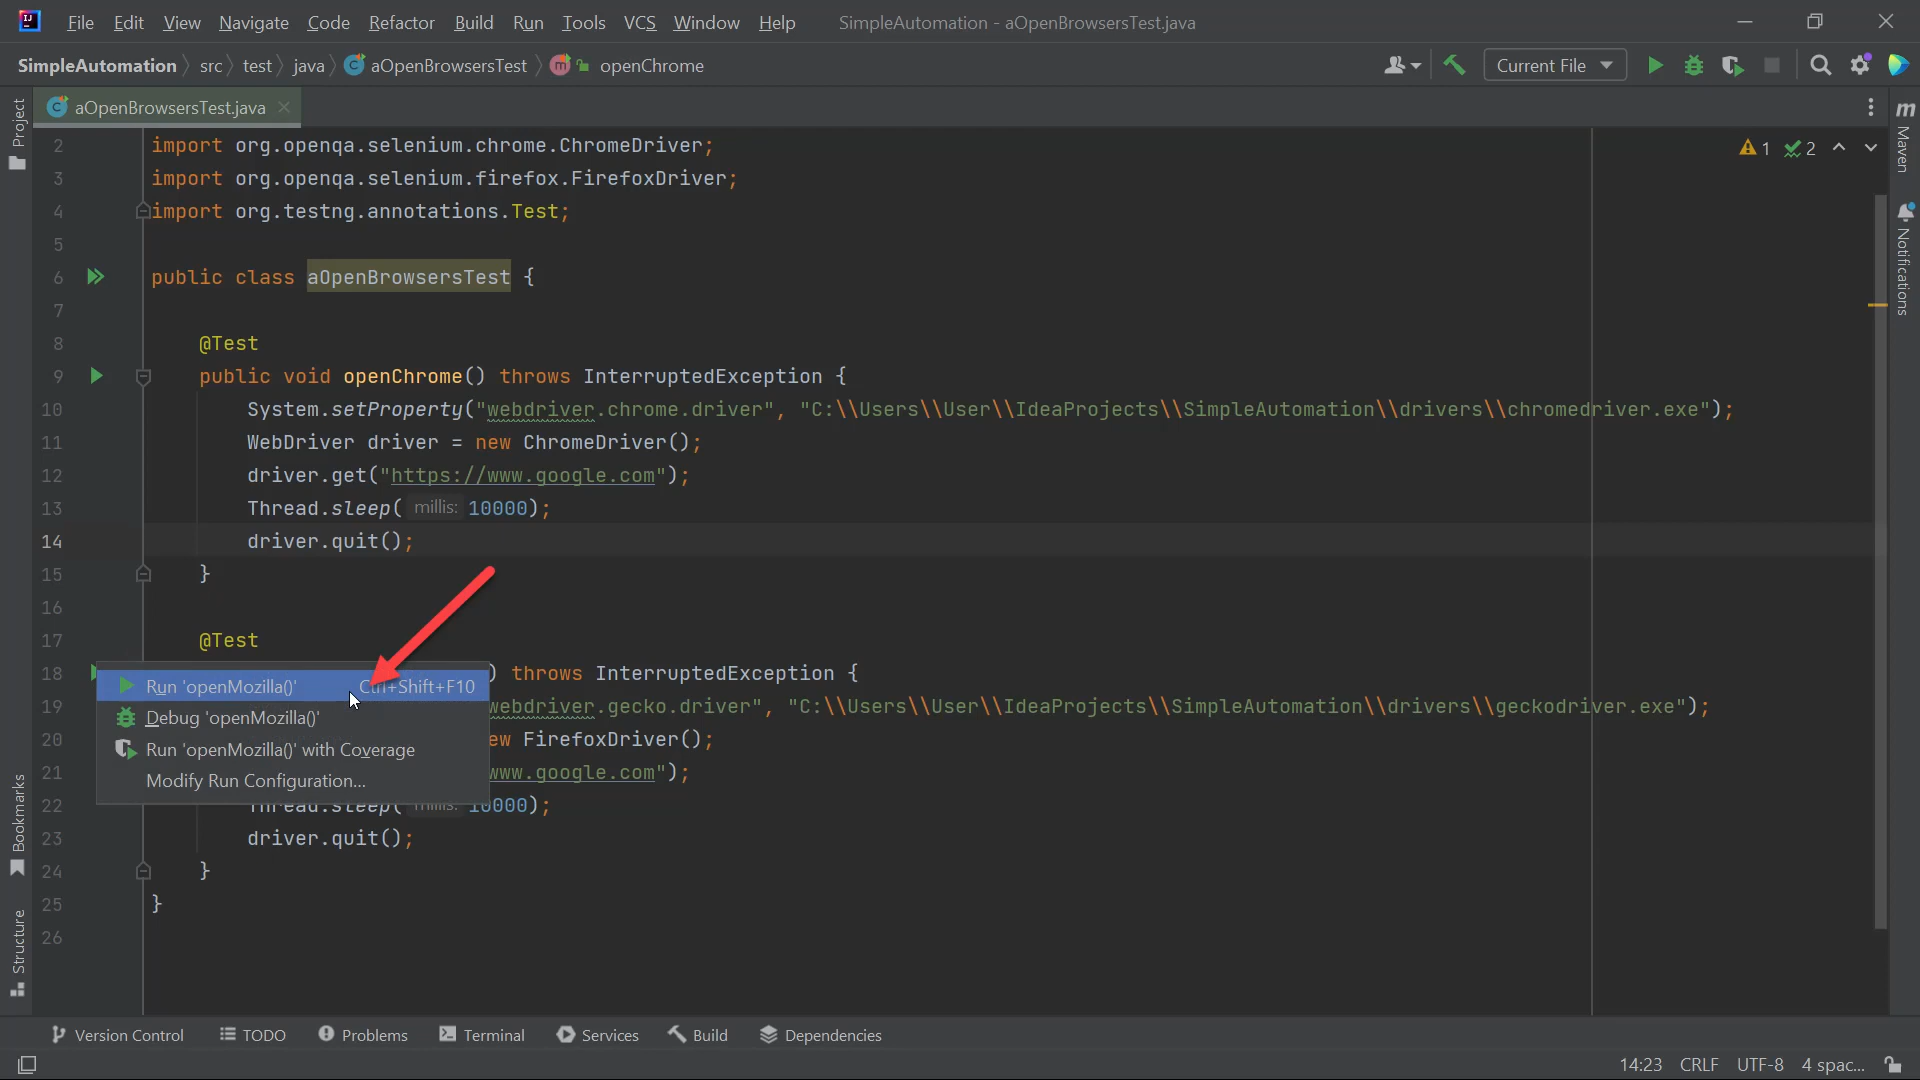 File Edit View Navigate Code Refactor Build Run Tools VCS Window Help SimpleAutomation - aOpenBrowsersTest.java
SimpleAutomation src test java aOpenBrowsersTest openChrome Current File
aOpenBrowsersTest.java
Project
Bookmarks
Structure
Maven
Notifications
1 2
2 import org.openqa.selenium.chrome.ChromeDriver;
3 import org.openqa.selenium.firefox.FirefoxDriver;
4 import org.testng.annotations.Test;
5
6 public class aOpenBrowsersTest {
7
8 @Test
9 public void openChrome() throws InterruptedException {
10 System.setProperty("webdriver.chrome.driver", "C:\\Users\\User\\IdeaProjects\\SimpleAutomation\\drivers\\chromedriver.exe");
11 WebDriver driver = new ChromeDriver();
12 driver.get("https://www.google.com");
13 Thread.sleep( millis: 10000);
14 driver.quit();
15 }
16
17 @Test
18 ) throws InterruptedException {
Run 'openMozilla()' Ctrl+Shift+F10
19 webdriver.gecko.driver", "C:\\Users\\User\\IdeaProjects\\SimpleAutomation\\drivers\\geckodriver.exe");
Debug 'openMozilla()'
20 ew FirefoxDriver();
Run 'openMozilla()' with Coverage
21 www.google.com");
Modify Run Configuration...
22 Thread.sleep( millis: 10000);
23 driver.quit();
24 }
25 }
26
Version Control TODO Problems Terminal Services Build Dependencies
14:23 CRLF UTF-8 4 spac...